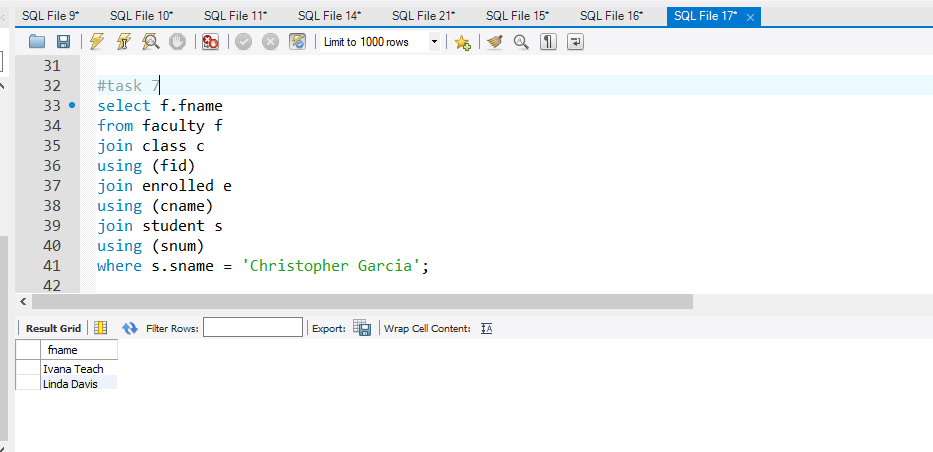 SQL File 9* SQL File 10* SQL File 11* SQL File 14* SQL File 21* SQL File 15* SQL File 16* SQL File 17*
Limit to 1000 rows
31
32 #task 7
33 select f.fname
34 from faculty f
35 join class c
36 using (fid)
37 join enrolled e
38 using (cname)
39 join student s
40 using (snum)
41 where s.sname = 'Christopher Garcia';
42
Result Grid Filter Rows: Export: Wrap Cell Content:
fname
Ivana Teach
Linda Davis